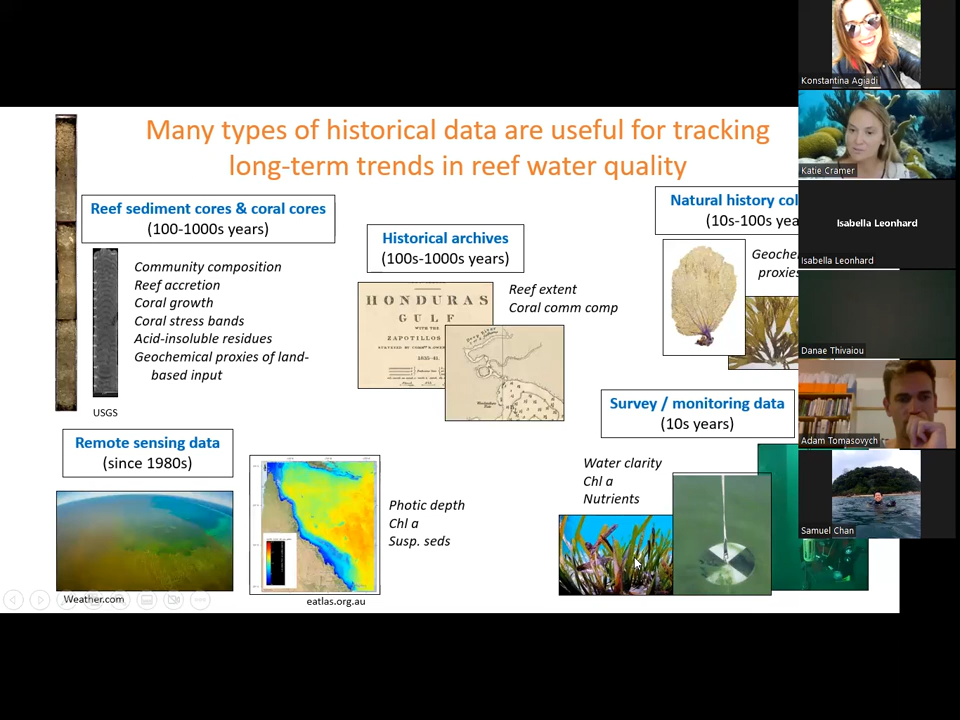 Many types of historical data are useful for tracking
long-term trends in reef water quality
Reef sediment cores & coral cores
(100-1000s years)
Community composition
Reef accretion
Coral growth
Coral stress bands
Acid-insoluble residues
Geochemical proxies of land-
based input
USGS
Historical archives
(100s-1000s years)
Reef extent
Coral comm comp
HONDURAS
GULF
WITH THE
ZAPOTILLOS
Natural history col
(10s-100s yea
Geoche
proxies
Remote sensing data
(since 1980s)
Photic depth
Chl a
Susp. seds
Weather.com
eatlas.org.au
Survey / monitoring data
(10s years)
Water clarity
Chl a
Nutrients
Konstantina Agiadi
Katie Cramer
Isabella Leonhard
Isabella Leonhard
Danae Thivaiou
Adam Tomasovych
Samuel Chan